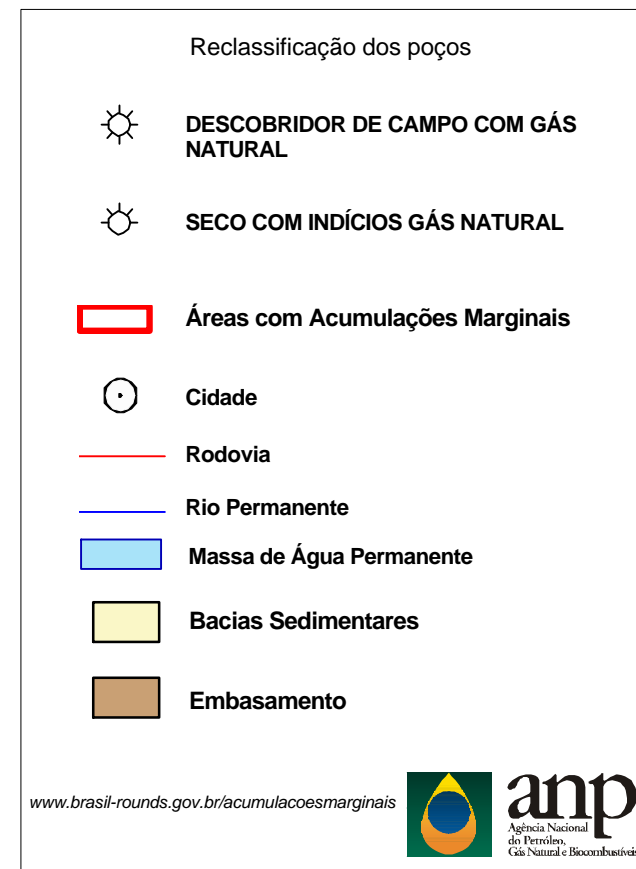 Reclassificação dos poços
DESCOBRIDOR DE CAMPO COM GÁS
NATURAL
SECO COM INDÍCIOS GÁS NATURAL
Áreas com Acumulações Marginais
Cidade
Rodovia
Rio Permanente
Massa de Água Permanente
Bacias Sedimentares
Embasamento
www.brasil-rounds.gov.br/acumulacoesmarginais
anp
Agência Nacional
do Petróleo,
Gás Natural e Biocombustíveis